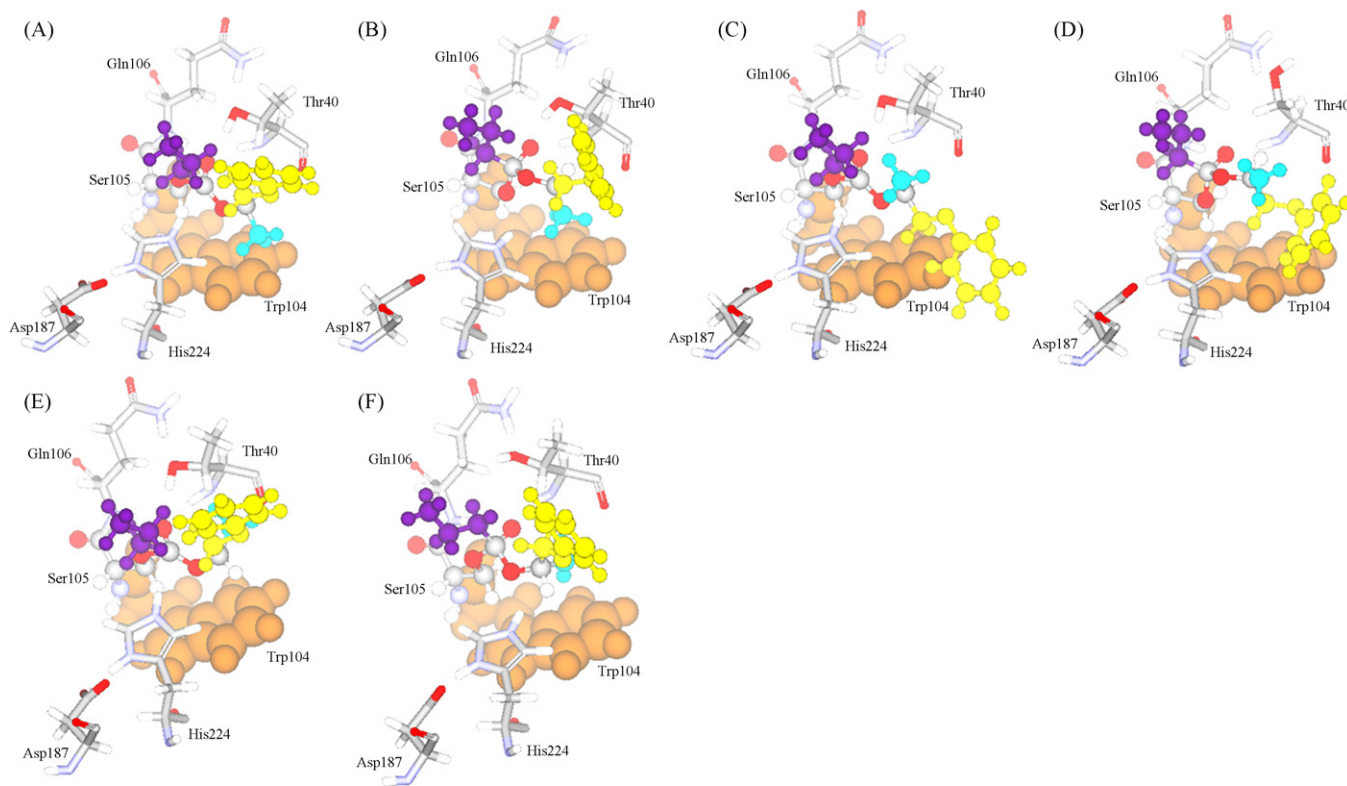 (A)
Gln106
Thr40
Ser105
Trp104
Asp187
His224
(B)
Gln106
Thr40
Ser105
Trp104
Asp187
His224
(C)
Gln106
Thr40
Ser105
Trp104
Asp187
His224
(D)
Gln106
Thr40
Ser105
Trp104
Asp187
His224
(E)
Gln106
Thr40
Ser105
Trp104
Asp187
His224
(F)
Gln106
Thr40
Ser105
Trp104
Asp187
His224